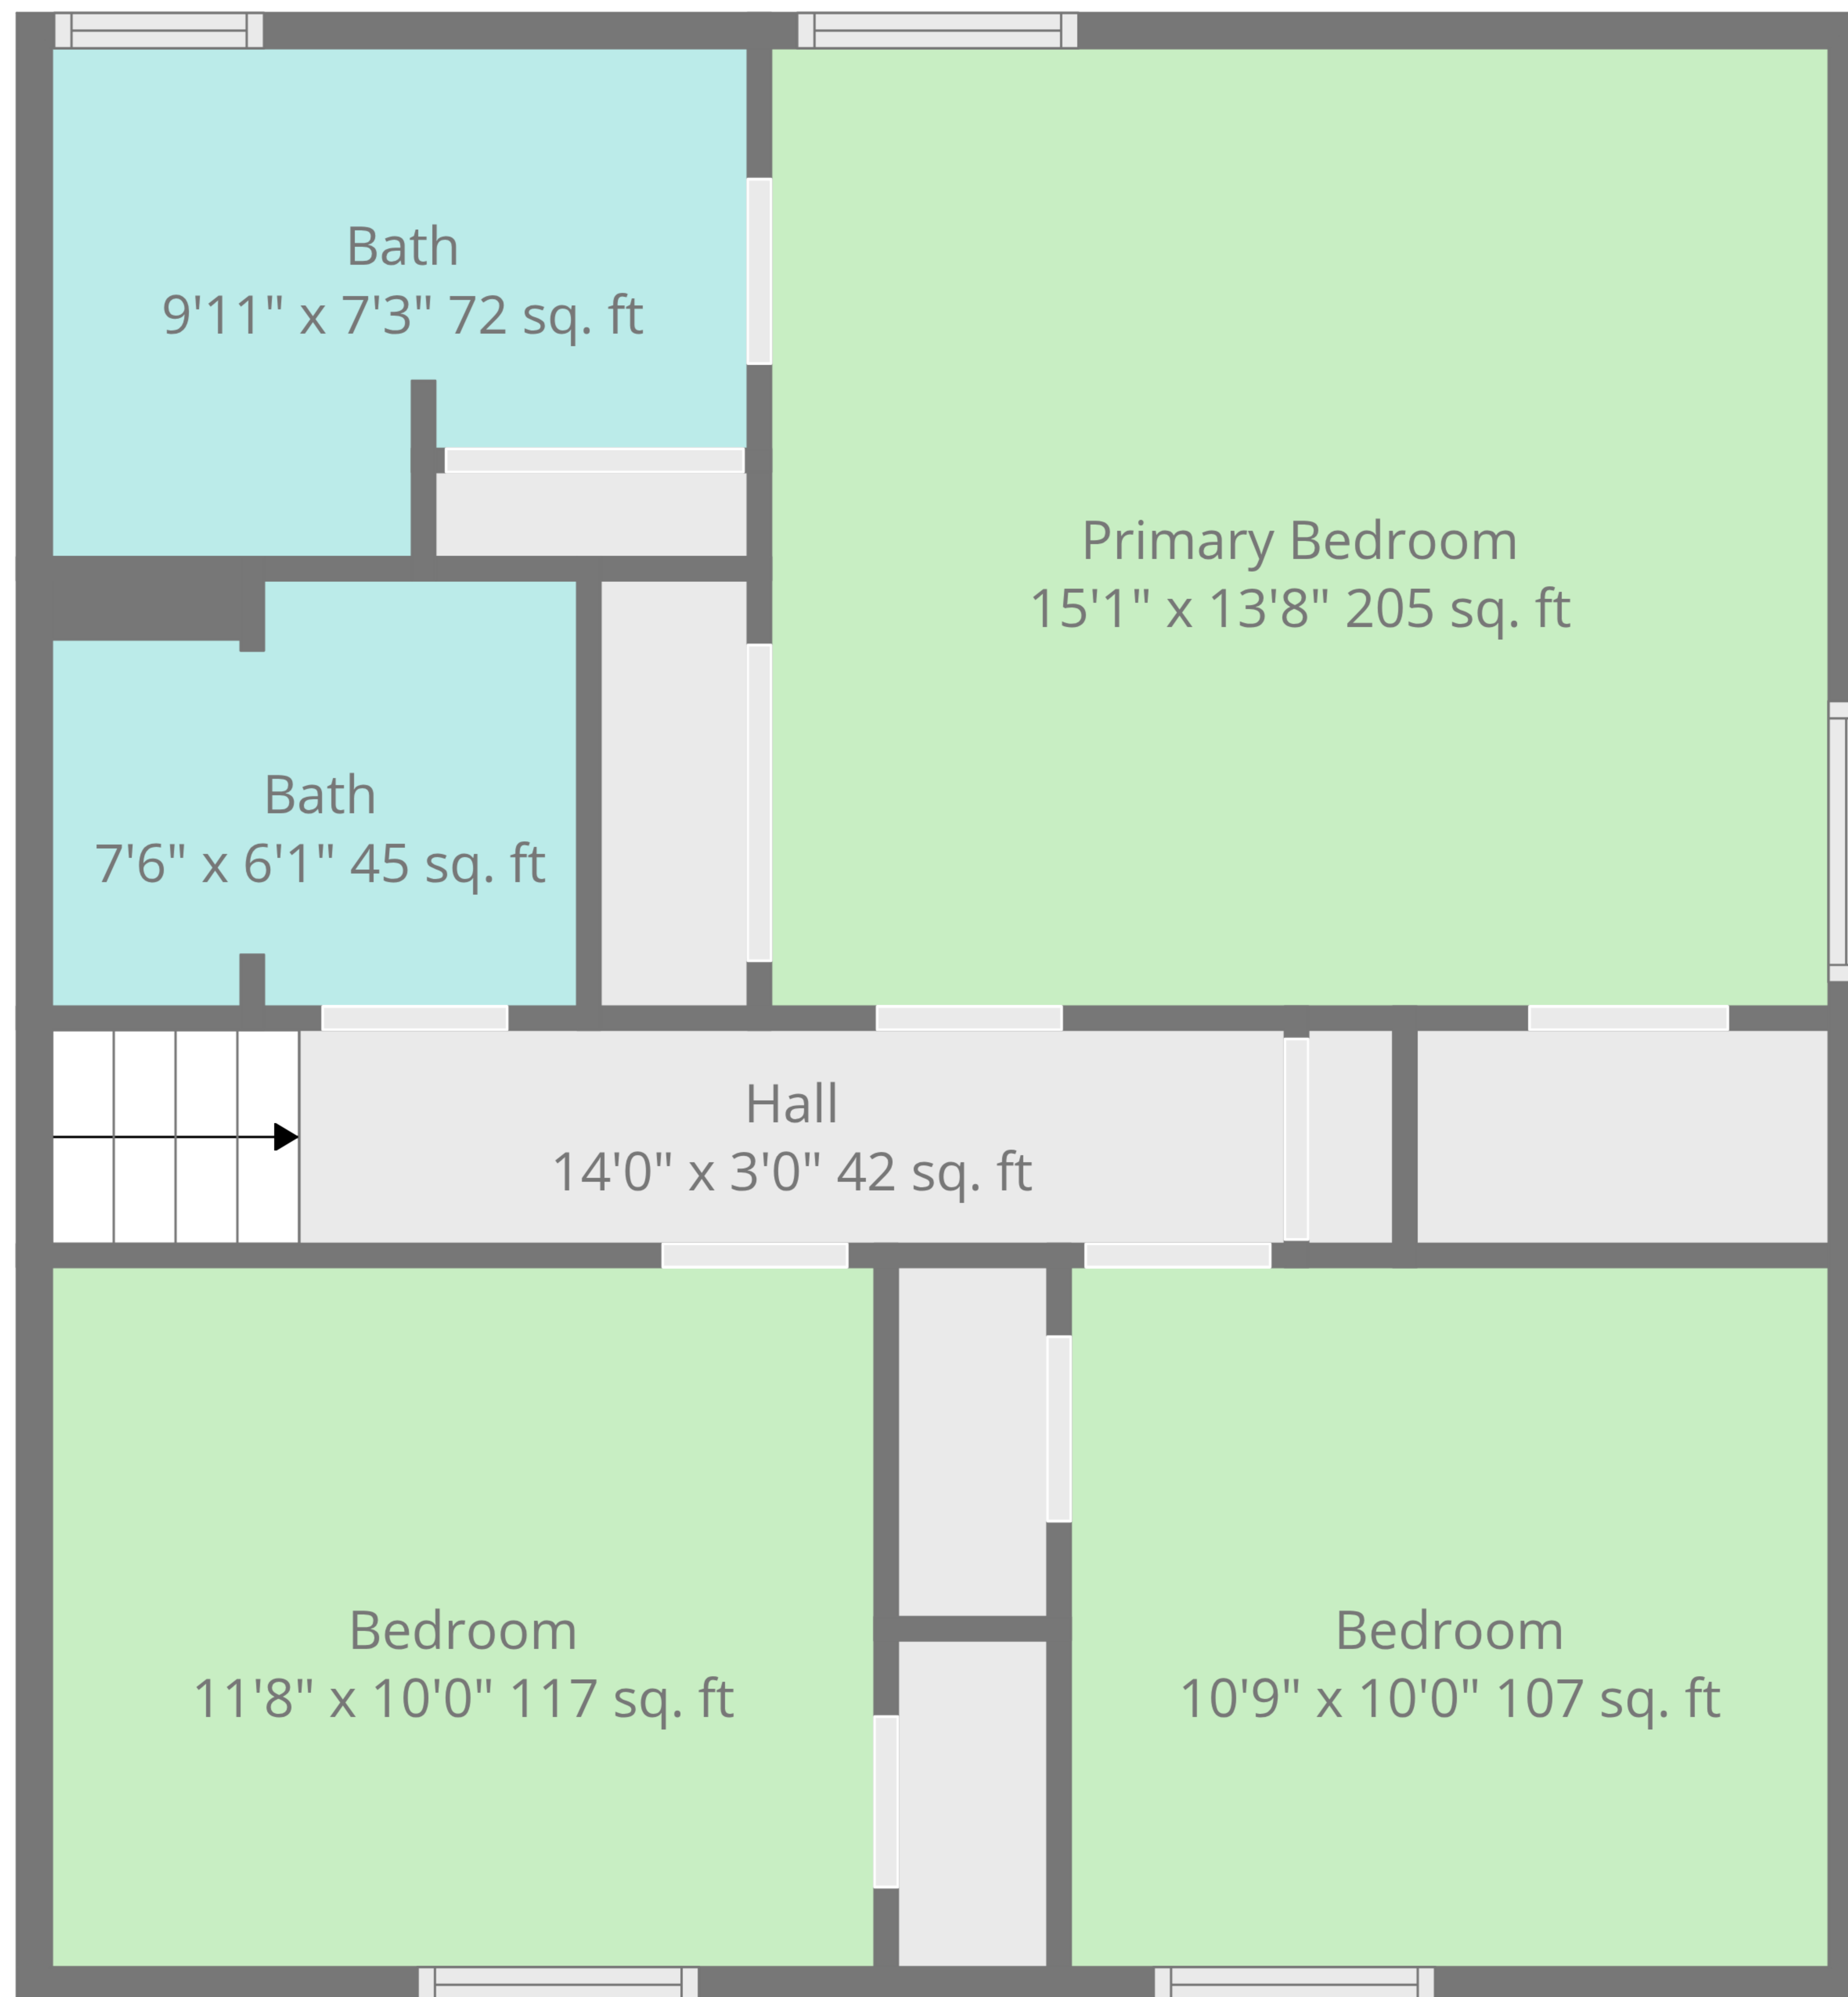 Bath
9'11" x 7'3" 72 sq. ft
Primary Bedroom
15'1" x 13'8" 205 sq. ft
Bath
7'6" x 6'1" 45 sq. ft
Hall
14'0" x 3'0" 42 sq. ft
Bedroom
11'8" x 10'0" 117 sq. ft
Bedroom
10'9" x 10'0" 107 sq. ft